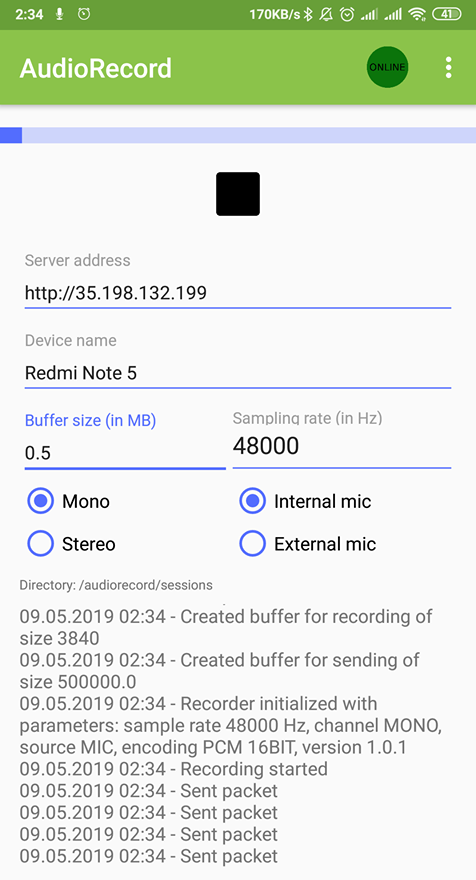 2:34 170KB/s 41
AudioRecord ONLINE
Server address
http://35.198.132.199
Device name
Redmi Note 5
Buffer size (in MB) Sampling rate (in Hz)
0.5 48000
Mono Internal mic
Stereo External mic
Directory: /audiorecord/sessions
09.05.2019 02:34 - Created buffer for recording of
size 3840
09.05.2019 02:34 - Created buffer for sending of
size 500000.0
09.05.2019 02:34 - Recorder initialized with
parameters: sample rate 48000 Hz, channel MONO,
source MIC, encoding PCM 16BIT, version 1.0.1
09.05.2019 02:34 - Recording started
09.05.2019 02:34 - Sent packet
09.05.2019 02:34 - Sent packet
09.05.2019 02:34 - Sent packet
09.05.2019 02:34 - Sent packet